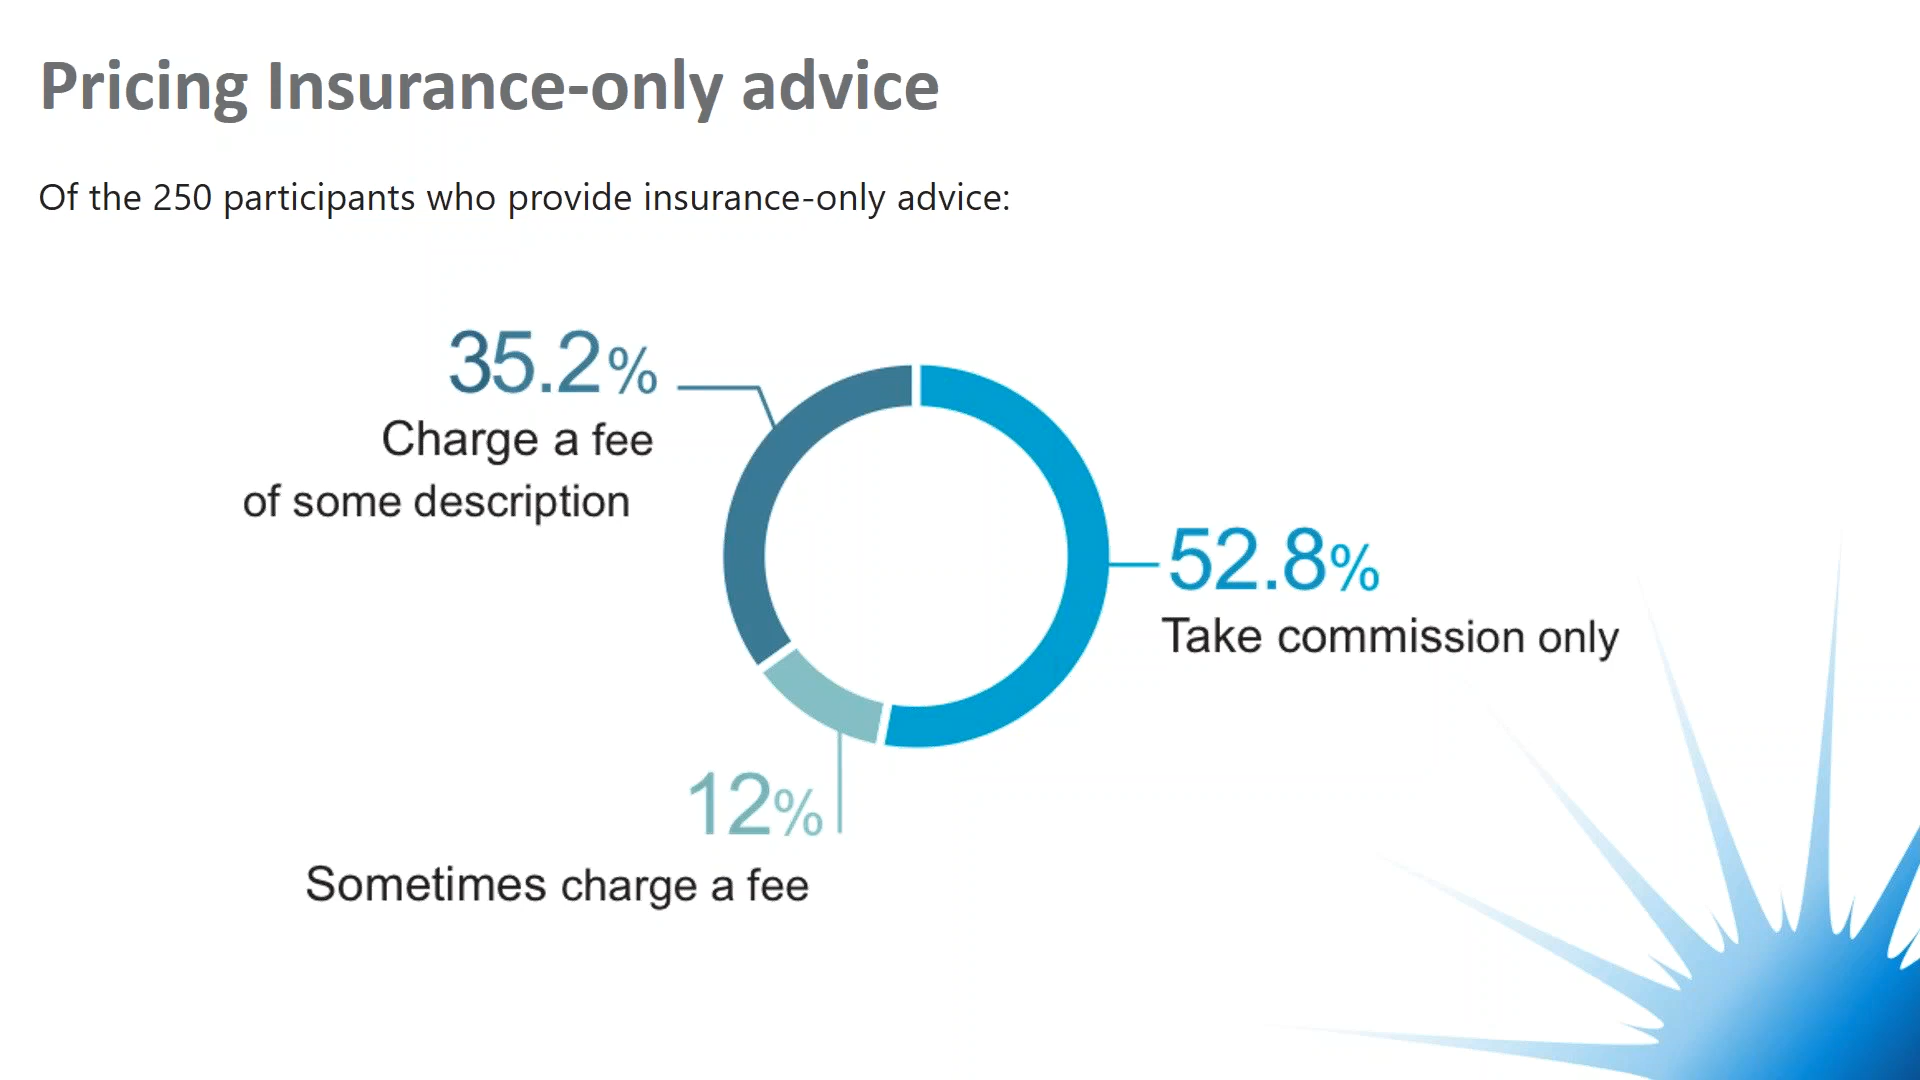 Pricing Insurance-only advice
Of the 250 participants who provide insurance-only advice:
35.2%
Charge a fee
of some description
52.8%
Take commission only
12%
Sometimes charge a fee